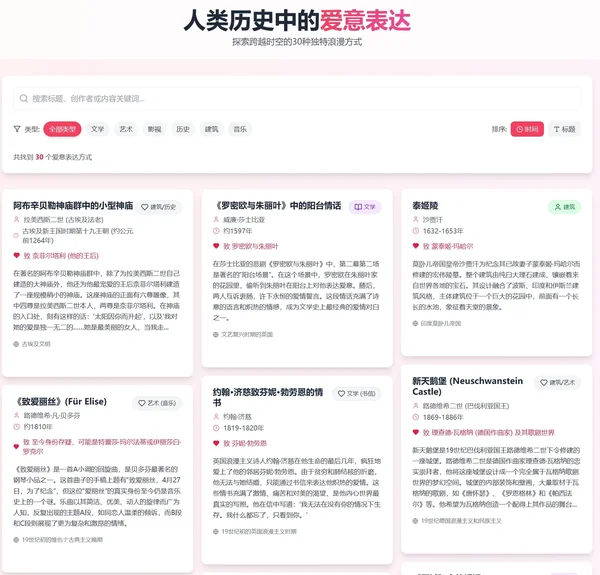 人类历史中的爱意表达
探索跨越时空的30种独特浪漫方式
搜索标题、创作者或内容关键词...
类型: 全部类型 文学 艺术 影视 历史 建筑 音乐
排序: 时间 标题
共找到 30 个爱意表达方式
阿布辛贝勒神庙群中的小型神庙 建筑/历史
拉美西斯二世 (古埃及法老)
古埃及新王国时期第十九王朝 (约公元
前1264年)
致 奈菲尔塔利 (他的王后)
在著名的阿布辛贝勒神庙群中，除了为拉美西斯二世自己
建造的大神庙外，他还为他最宠爱的王后奈菲尔塔利建造
了一座规模稍小的神庙。这座神庙的正面有六尊雕像，其
中四尊是拉美西斯二世本人，两尊是奈菲尔塔利。在神庙
的入口处，刻有这样的话：'太阳因你而升起'，以及'我对
她的爱是独一无二的......她是最美丽的女人，当我走...
古埃及文明
《罗密欧与朱丽叶》中的阳台情话 文学
威廉·莎士比亚
约1597年
致 罗密欧与朱丽叶
在莎士比亚的悲剧《罗密欧与朱丽叶》中，第二幕第二场
是著名的"阳台场景"。在这个场景中，罗密欧在朱丽叶家
的花园里，偷听到朱丽叶在阳台上对他表达爱意。随后，
两人互诉衷肠，许下永恒的爱情誓言。这段情话充满了诗
意的语言和炽热的情感，成为文学史上最经典的爱情对白
之一。
文艺复兴时期的英国
泰姬陵 建筑
沙贾汗
1632-1653年
致 蒙泰姬·玛哈尔
莫卧儿帝国皇帝沙贾汗为纪念其已故妻子蒙泰姬·玛哈尔而
修建的宏伟陵墓。整个建筑由纯白大理石建成，镶嵌着来
自世界各地的宝石。其设计融合了波斯、印度和伊斯兰建
筑风格，主体建筑位于一个巨大的花园中，前面有一个长
长的水池，象征着天堂的景象。
印度莫卧儿帝国
《致爱丽丝》(Für Elise) 艺术 (音乐)
路德维希·凡·贝多芬
约1810年
致 至今身份存疑，可能是特蕾莎·玛尔法蒂或伊丽莎白·
罗克尔
《致爱丽丝》是一首A小调的回旋曲，是贝多芬最著名的
钢琴小品之一。这首曲子的手稿上题有"致爱丽丝，4月27
日，为了纪念"，但这位"爱丽丝"的真实身份至今仍是音乐
史上的一个谜。乐曲以其简洁、优美、动人的旋律而广为
人知，反复出现的主题A段，如同恋人温柔的倾诉，而B段
和C段则展现了更为复杂和激烈的情绪。
19世纪初的维也纳古典主义晚期
约翰·济慈致芬妮·勃劳恩的情
书 文学 (书信)
约翰·济慈
1819-1820年
致 芬妮·勃劳恩
英国浪漫主义诗人约翰·济慈在他生命的最后几年，疯狂地
爱上了他的邻居芬妮·勃劳恩。由于贫穷和肺结核的折磨，
他无法与她结婚，只能通过书信来表达他炽热的爱情。这
些情书充满了激情、痛苦和对美的渴望，是他内心世界最
真实的写照。他在信中写道：'我无法在没有你的情况下生
存。我什么都忘了，只看到你。'
19世纪初的英国浪漫主义时期
新天鹅堡 (Neuschwanstein
Castle) 建筑/艺术
路德维希二世 (巴伐利亚国王)
1869-1886年
致 理查德·瓦格纳 (德国作曲家) 及其歌剧世界
新天鹅堡是19世纪巴伐利亚国王路德维希二世下令修建的
一座城堡。路德维希二世是德国作曲家理查德·瓦格纳的忠
实崇拜者，他将这座城堡设计成一个完全属于瓦格纳歌剧
世界的梦幻空间。城堡的内部装饰和壁画，大量取材于瓦
格纳的歌剧，如《唐怀瑟》、《罗恩格林》和《帕西法
尔》等。他希望为瓦格纳创造一个配得上其作品的舞台...
19世纪德国浪漫主义和民族主义